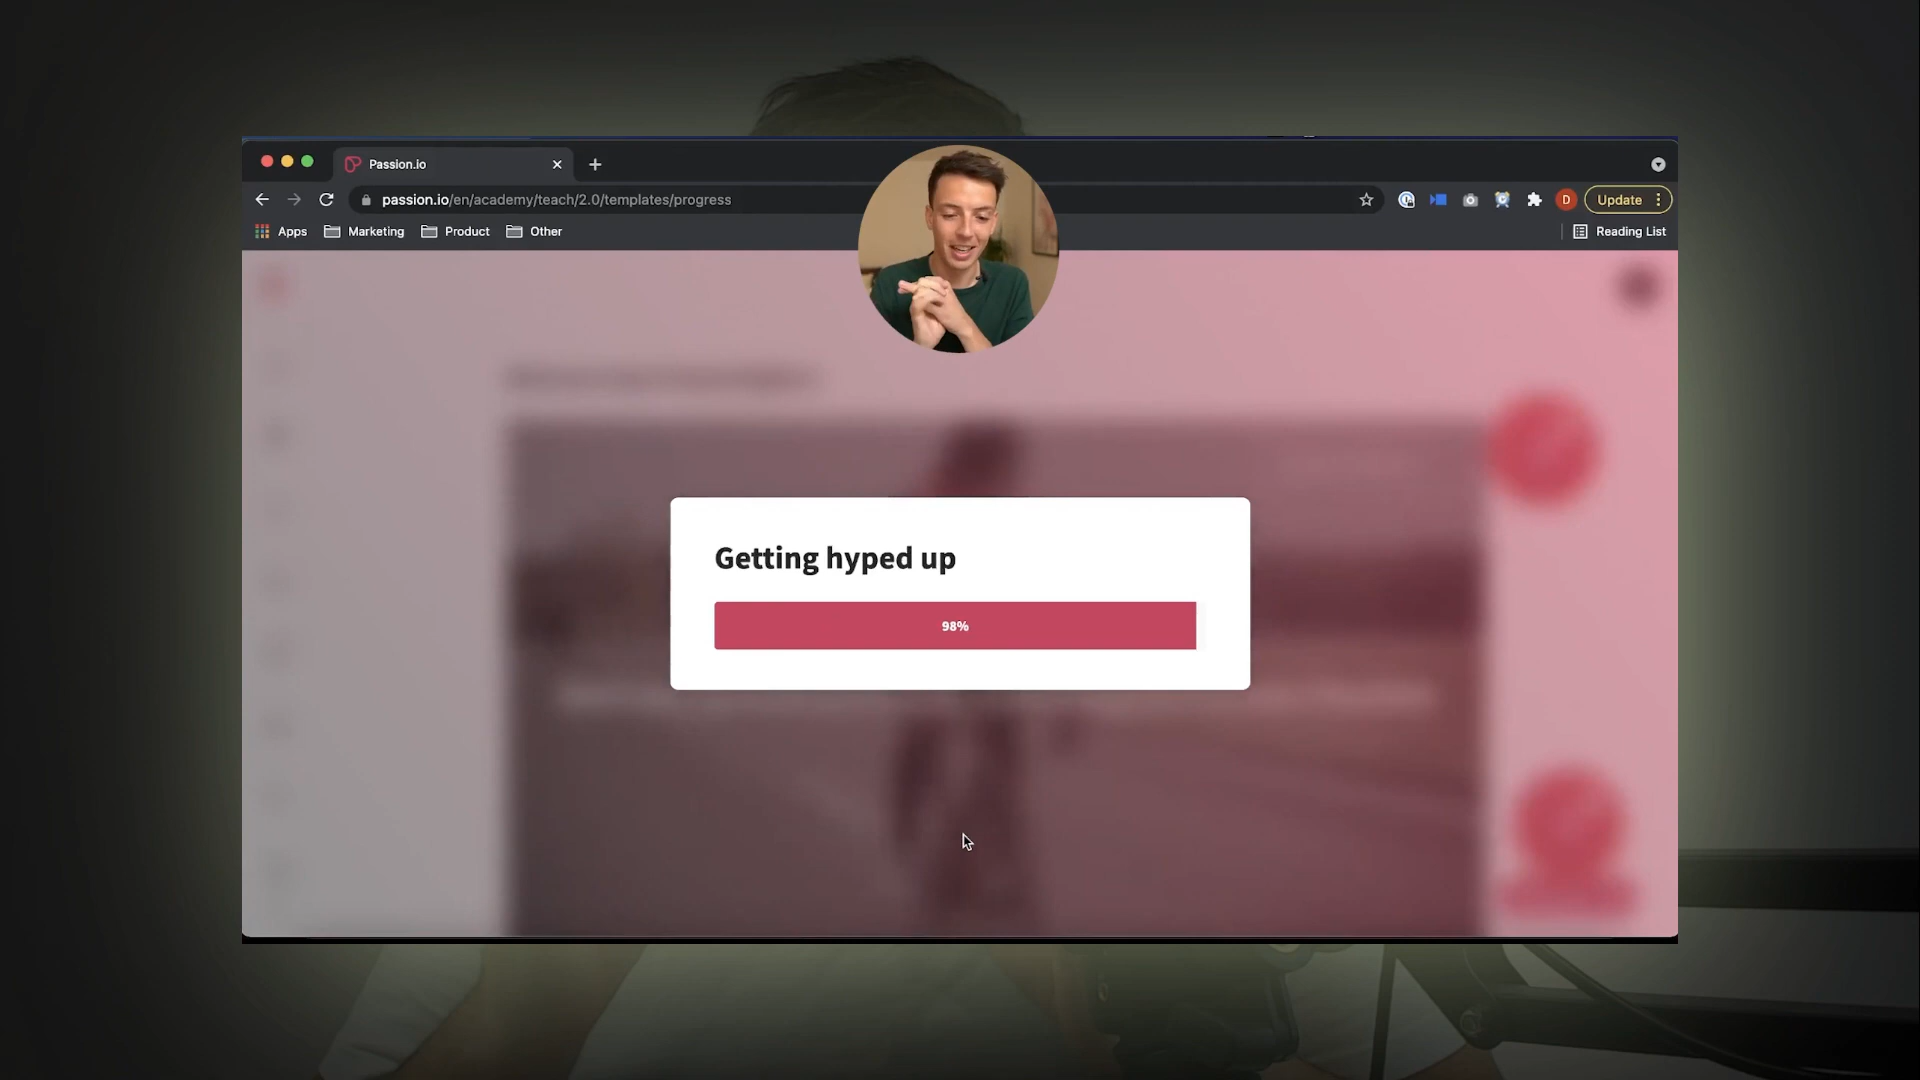 Passion.io
passion.io/en/academy/teach/2.0/templates/progress
D
Update
Apps
Marketing
Product
Other
Reading List
Getting hyped up
98%